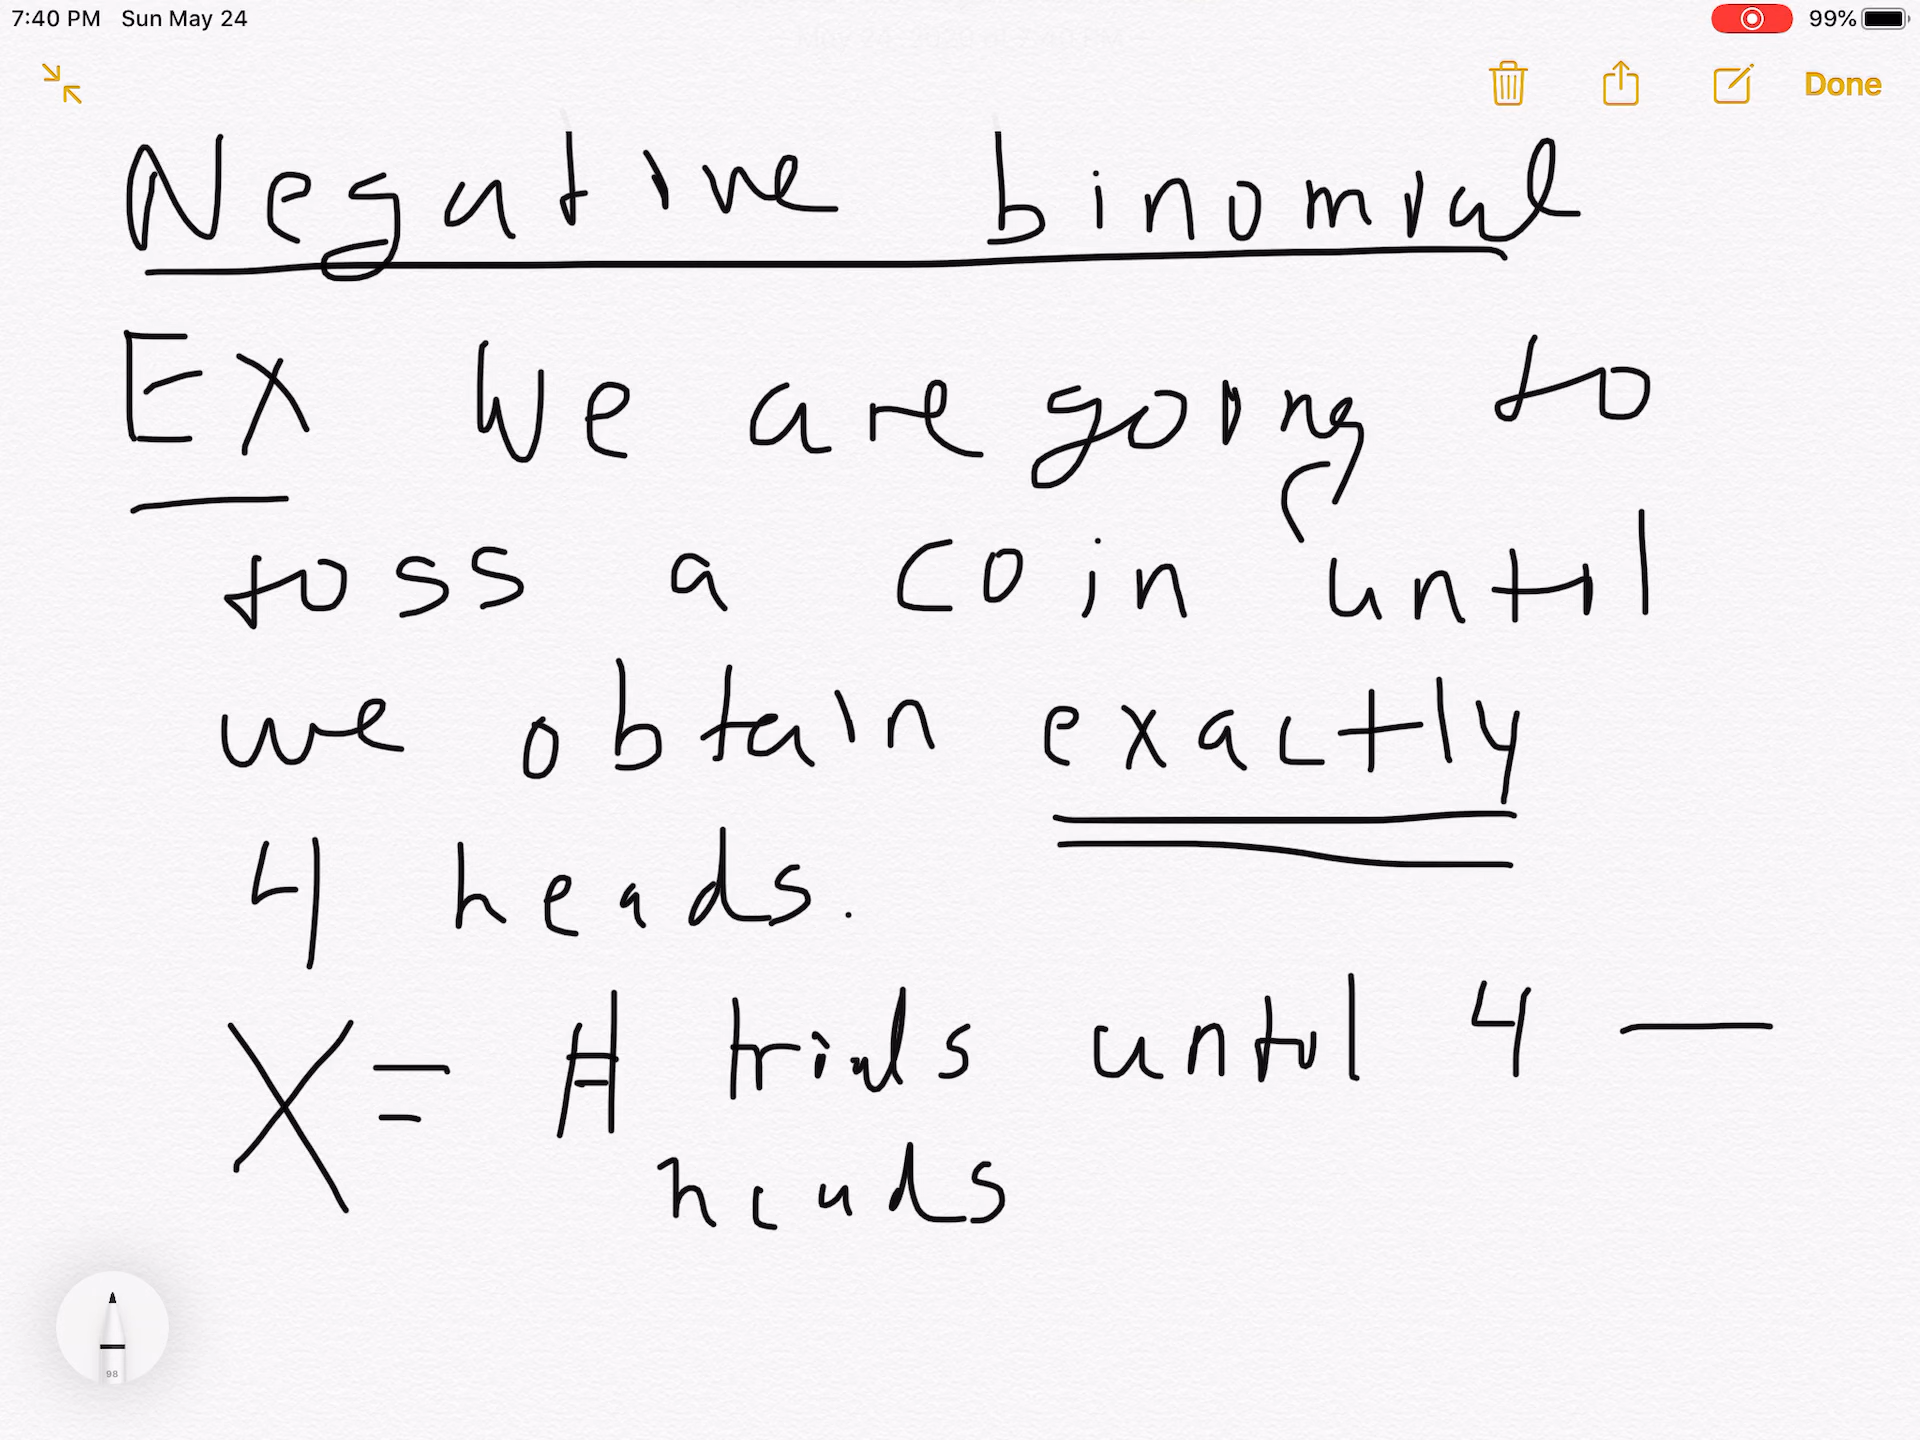 7:40 PM Sun May 24
99%
Done
Negative binomial
Ex We are going to
toss a coin until
we obtain exactly
4 heads.
X = # trials until 4 —
heads
98